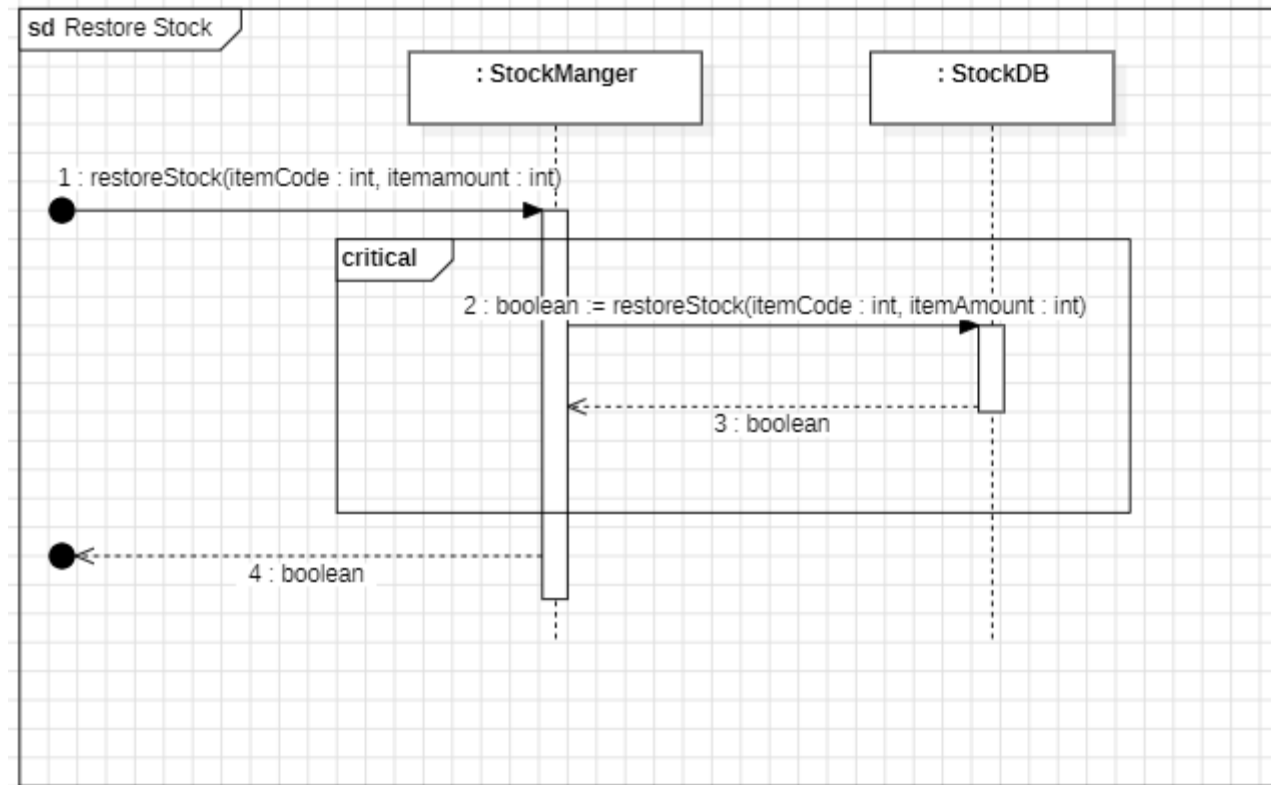 sd Restore Stock
: StockManger
: StockDB
1 : restoreStock(itemCode : int, itemamount : int)
critical
2 : boolean := restoreStock(itemCode : int, itemAmount : int)
3 : boolean
4 : boolean